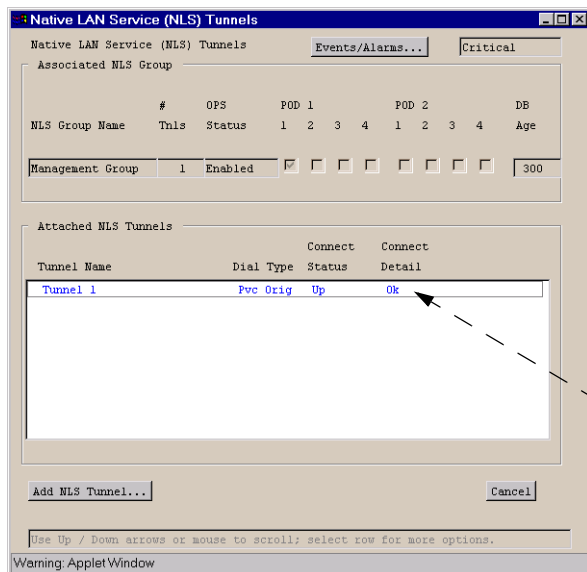 Native LAN Service (NLS) Tunnels
Native LAN Service (NLS) Tunnels Events/Alarms... Critical
Associated NLS Group
# OPS POD 1 POD 2 DB
NLS Group Name Tnls Status 1 2 3 4 1 2 3 4 Age
Management Group 1 Enabled 300
Attached NLS Tunnels
Connect Connect
Tunnel Name Dial Type Status Detail
Tunnel 1 Pvc Orig Up Ok
Add NLS Tunnel... Cancel
Use Up / Down arrows or mouse to scroll; select row for more options.
Warning: Applet Window